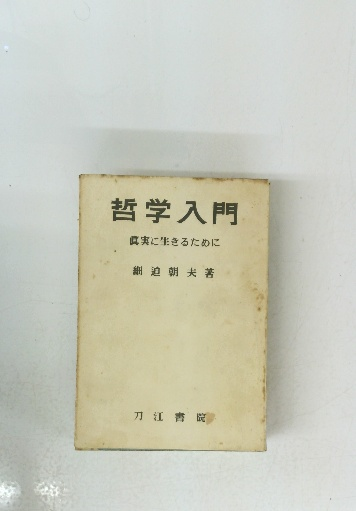 哲学入門
眞実に生きるために
細迫朝夫著
刀江書院